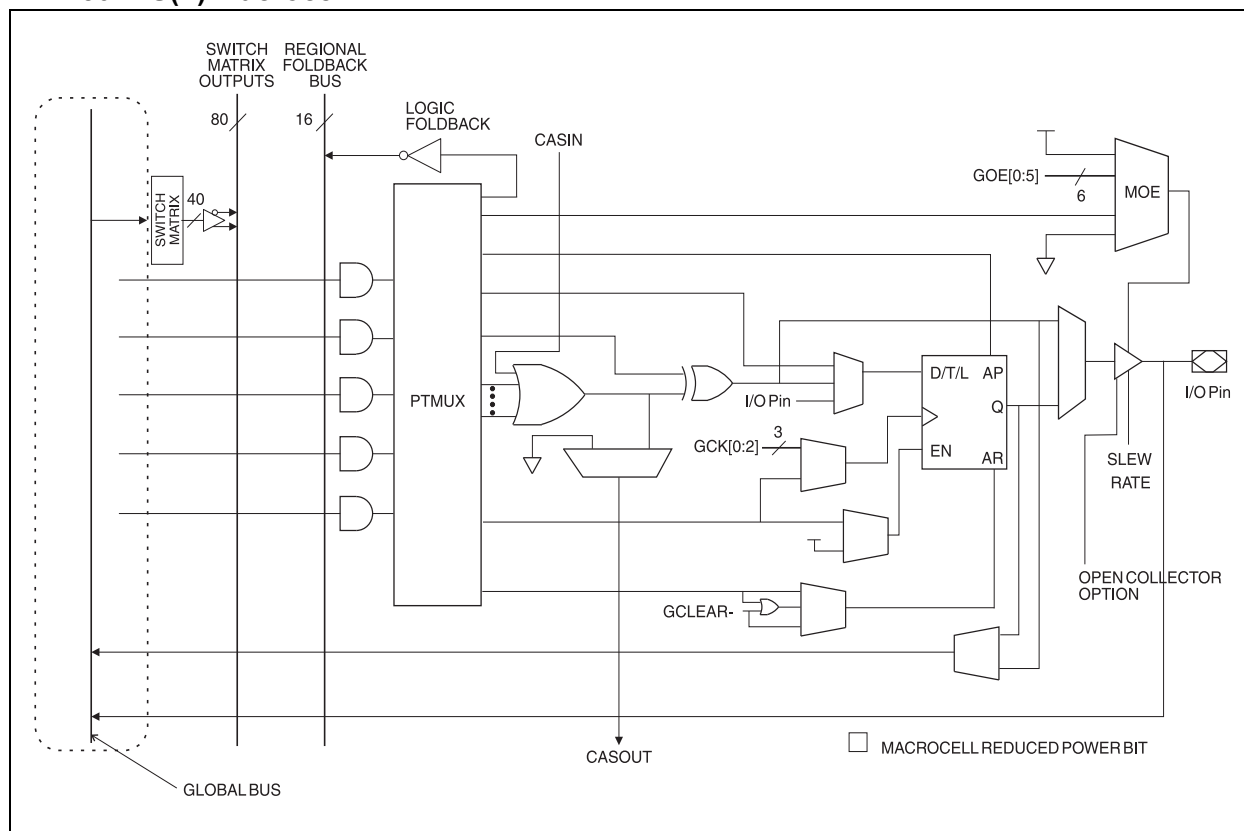 SWITCH
MATRIX
OUTPUTS
REGIONAL
FOLDBACK
BUS
80
16
LOGIC
FOLDBACK
CASIN
GOE[0:5]
6
MOE
SWITCH
MATRIX
40
PTMUX
I/O Pin
D/T/L
AP
Q
EN
AR
I/O Pin
GCK[0:2]
3
SLEW
RATE
OPEN COLLECTOR
OPTION
GCLEAR-
CASOUT
MACROCELL REDUCED POWER BIT
GLOBAL BUS